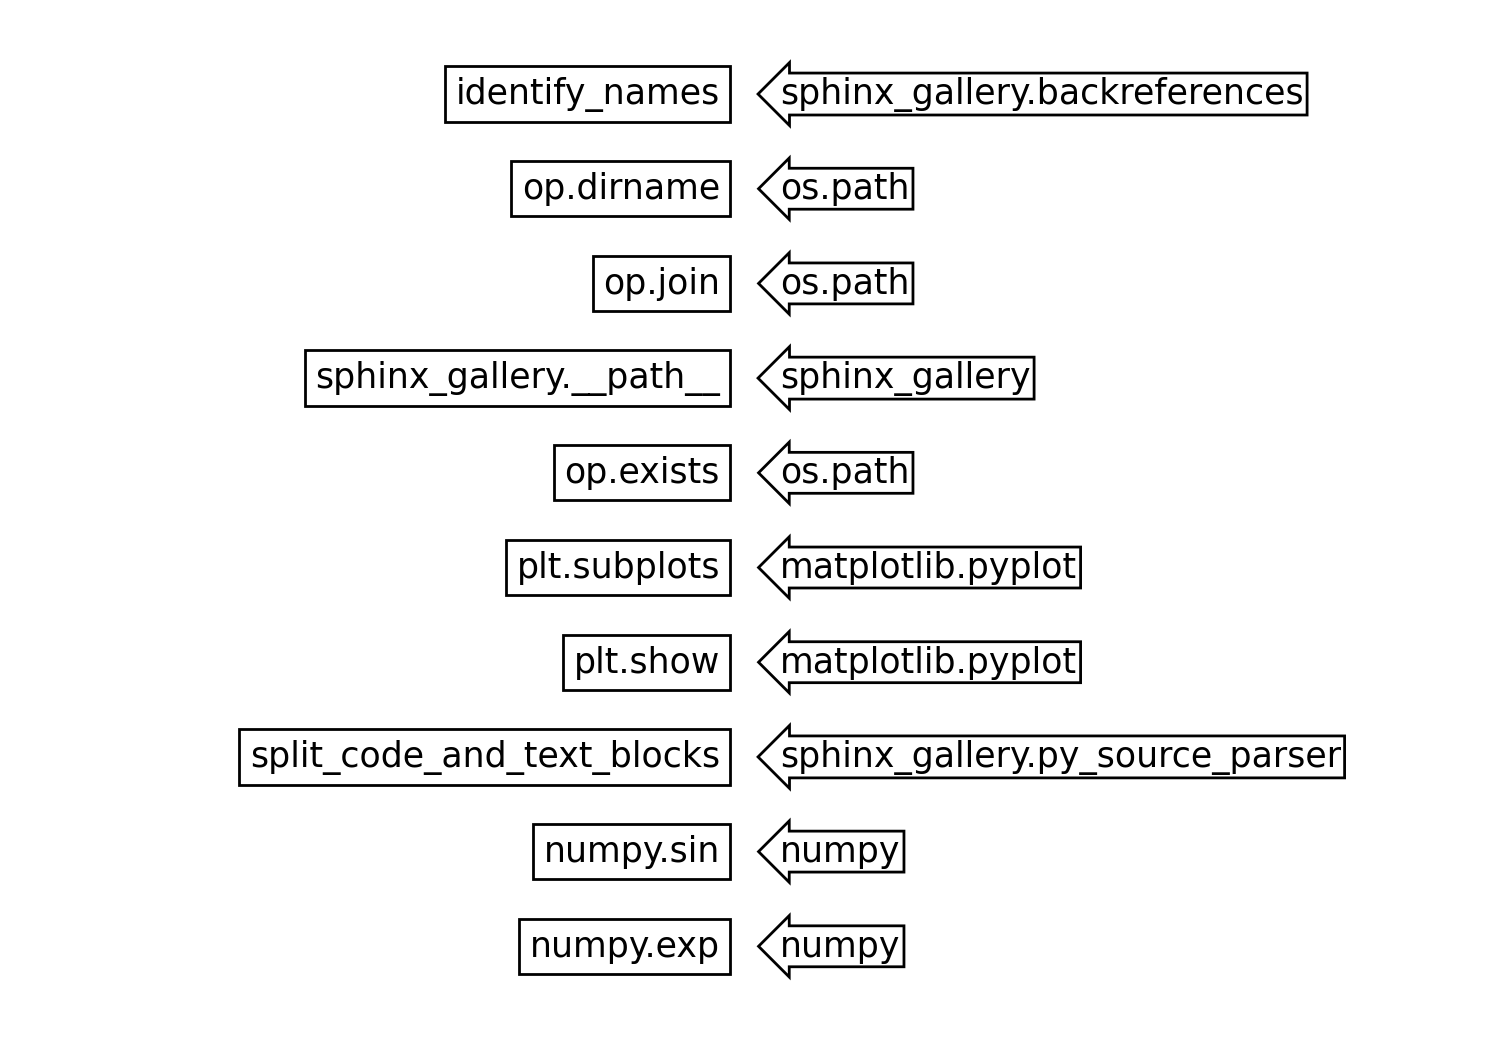 identify_names sphinx_gallery.backreferences
op.dirname os.path
op.join os.path
sphinx_gallery.__path__ sphinx_gallery
op.exists os.path
plt.subplots matplotlib.pyplot
plt.show matplotlib.pyplot
split_code_and_text_blocks sphinx_gallery.py_source_parser
numpy.sin numpy
numpy.exp numpy